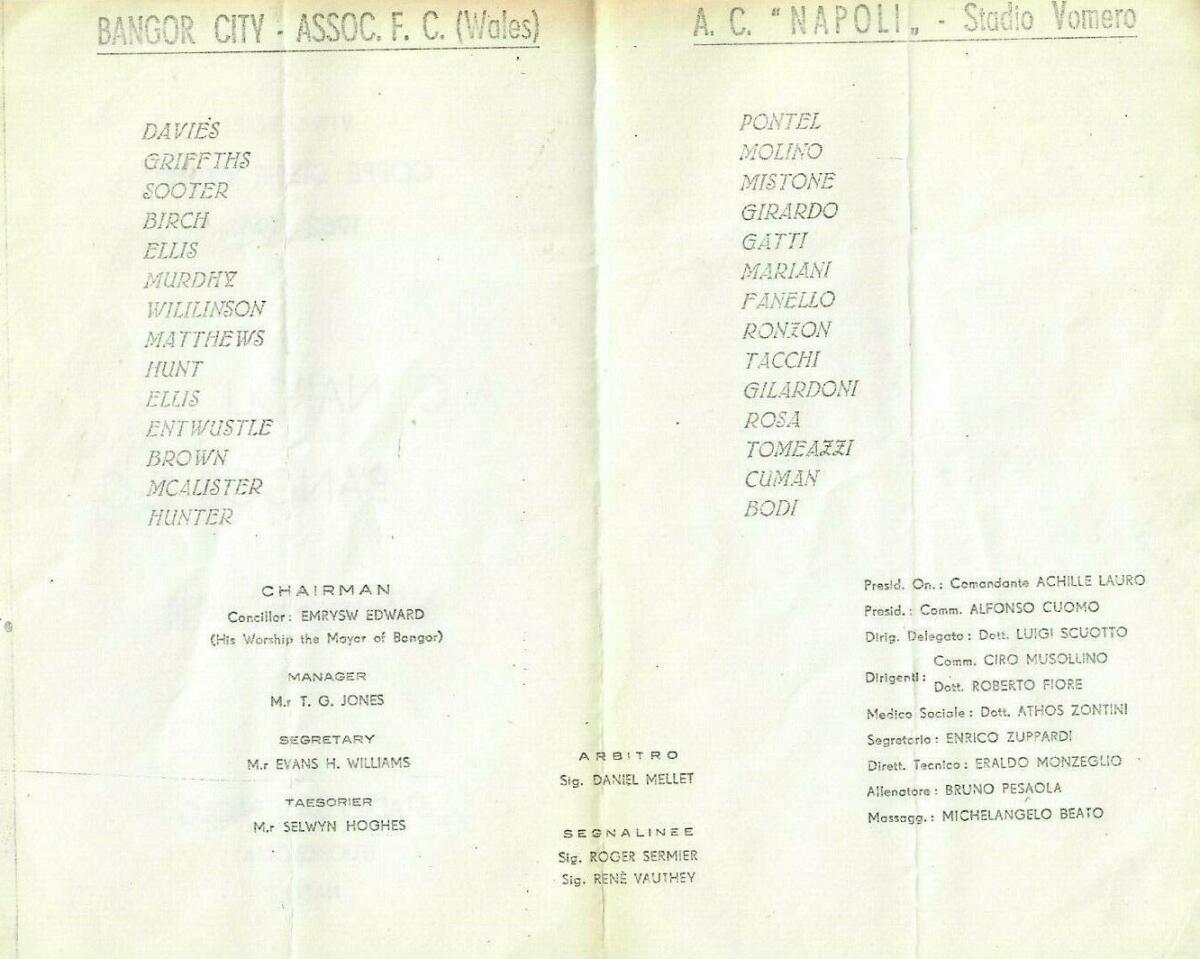 BANGOR CITY - ASSOC. F. C. (Wales)
DAVIES
GRIFFTHS
SOOTER
BIRCH
ELLIS
MURDHY
WILILINSON
MATTHEWS
HUNT
ELLIS
ENTWUSTLE
BROWN
MCALISTER
HUNTER
CHAIRMAN
Conciller: EMRYSW EDWARD
(His Worship the Mayer of Bangor)
MANAGER
M.r T. G. JONES
SEGRETARY
M.r EVANS H. WILLIAMS
TAESORIER
M.r SELWYN HOGHES
A. C. "NAPOLI„ - Stadio Vomero
PONTEL
MOLINO
MISTONE
GIRARDO
GATTI
MARIANI
FANELLO
RONZON
TACCHI
GILARDONI
ROSA
TOMEAZZI
CUMAN
BODI
Presid. On.: Comandante ACHILLE LAURO
Presid.: Comm. ALFONSO CUOMO
Dirig. Delegato: Dott. LUIGI SCUOTTO
Dirigenti: Comm. CIRO MUSOLLINO
Dott. ROBERTO FIORE
Medico Sociale: Dott. ATHOS ZONTINI
Segretario: ENRICO ZUPPARDI
Dirett. Tecnico: ERALDO MONZEGLIO
Allenatore: BRUNO PESAOLA
Massagg.: MICHELANGELO BEATO
ARBITRO
Sig. DANIEL MELLET
SEGNALINEE
Sig. ROGER SERMIER
Sig. RENÈ VAUTHEY